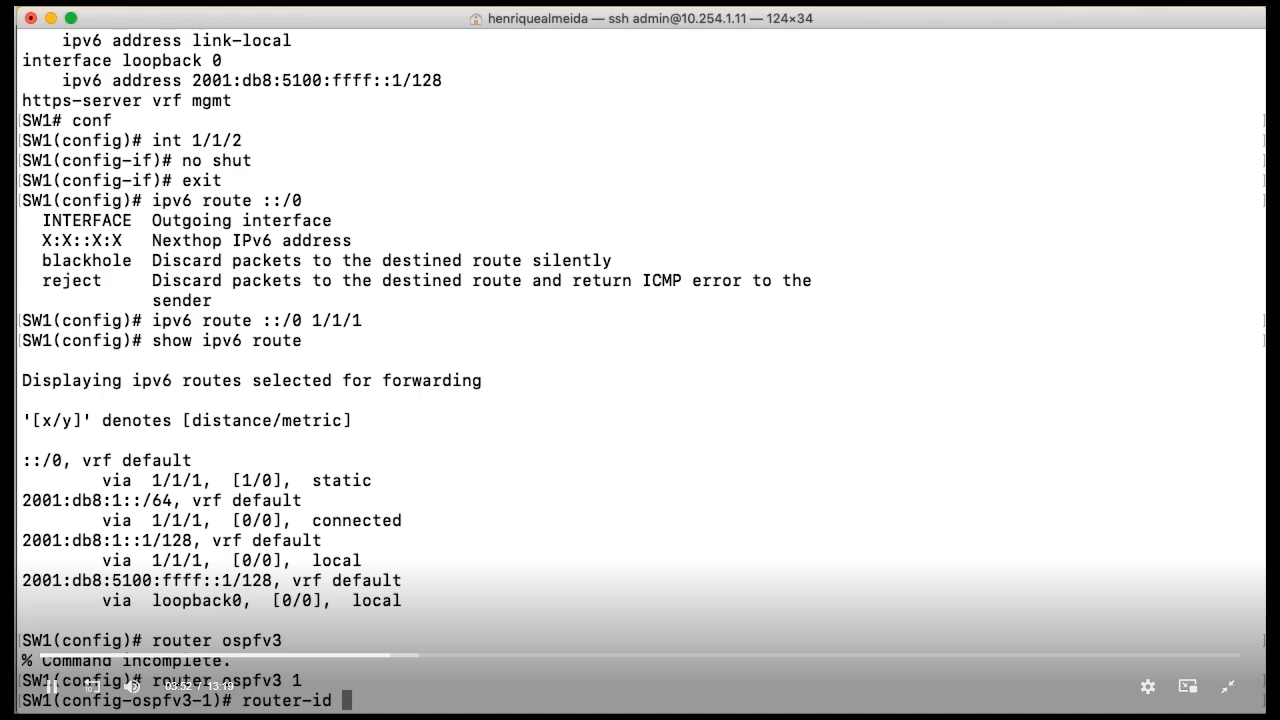 henriquealmeida — ssh admin@10.254.1.11 — 124×34
ipv6 address link-local
interface loopback 0
ipv6 address 2001:db8:5100:ffff::1/128
https-server vrf mgmt
[SW1# conf ]
[SW1(config)# int 1/1/2 ]
[SW1(config-if)# no shut ]
[SW1(config-if)# exit ]
SW1(config)# ipv6 route ::/0
INTERFACE  Outgoing interface
X:X::X:X   Nexthop IPv6 address
blackhole  Discard packets to the destined route silently
reject     Discard packets to the destined route and return ICMP error to the
sender
[SW1(config)# ipv6 route ::/0 1/1/1 ]
[SW1(config)# show ipv6 route ]
Displaying ipv6 routes selected for forwarding
'[x/y]' denotes [distance/metric]
::/0, vrf default
via  1/1/1,  [1/0],  static
2001:db8:1::/64, vrf default
via  1/1/1,  [0/0],  connected
2001:db8:1::1/128, vrf default
via  1/1/1,  [0/0],  local
2001:db8:5100:ffff::1/128, vrf default
via  loopback0,  [0/0],  local
[SW1(config)# router ospfv3 ]
% Command incomplete.
[SW1(config)# router ospfv3 1 ]
10
03:52 / 13:19
SW1(config-ospfv3-1)# router-id